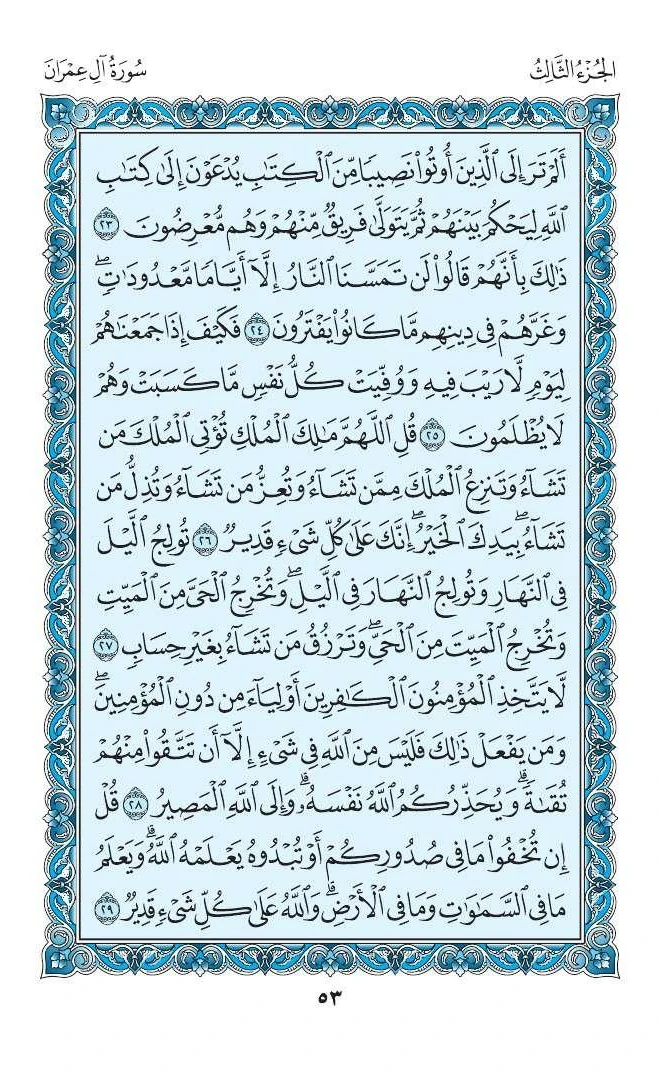 الجُزْءُ الثَّالِثُ
سُورَةُ آلِ عِمْرَانَ
أَلَمْ تَرَ إِلَى ٱلَّذِينَ أُوتُوا۟ نَصِيبًا مِّنَ ٱلْكِتَـٰبِ يُدْعَوْنَ إِلَىٰ كِتَـٰبِ
ٱللَّهِ لِيَحْكُمَ بَيْنَهُمْ ثُمَّ يَتَوَلَّىٰ فَرِيقٌ مِّنْهُمْ وَهُم مُّعْرِضُونَ ٢٣
ذَٰلِكَ بِأَنَّهُمْ قَالُوا۟ لَن تَمَسَّنَا ٱلنَّارُ إِلَّآ أَيَّامًا مَّعْدُودَٰتٍ ۖ
وَغَرَّهُمْ فِى دِينِهِم مَّا كَانُوا۟ يَفْتَرُونَ ٢٤ فَكَيْفَ إِذَا جَمَعْنَـٰهُمْ
لِيَوْمٍ لَّا رَيْبَ فِيهِ وَوُفِّيَتْ كُلُّ نَفْسٍ مَّا كَسَبَتْ وَهُمْ
لَا يُظْلَمُونَ ٢٥ قُلِ ٱللَّهُمَّ مَـٰلِكَ ٱلْمُلْكِ تُؤْتِى ٱلْمُلْكَ مَن
تَشَآءُ وَتَنزِعُ ٱلْمُلْكَ مِمَّن تَشَآءُ وَتُعِزُّ مَن تَشَآءُ وَتُذِلُّ مَن
تَشَآءُ ۖ بِيَدِكَ ٱلْخَيْرُ ۖ إِنَّكَ عَلَىٰ كُلِّ شَىْءٍ قَدِيرٌ ٢٦ تُولِجُ ٱلَّيْلَ
فِى ٱلنَّهَارِ وَتُولِجُ ٱلنَّهَارَ فِى ٱلَّيْلِ ۖ وَتُخْرِجُ ٱلْحَىَّ مِنَ ٱلْمَيِّتِ
وَتُخْرِجُ ٱلْمَيِّتَ مِنَ ٱلْحَىِّ ۖ وَتَرْزُقُ مَن تَشَآءُ بِغَيْرِ حِسَابٍ ٢٧
لَّا يَتَّخِذِ ٱلْمُؤْمِنُونَ ٱلْكَـٰفِرِينَ أَوْلِيَآءَ مِن دُونِ ٱلْمُؤْمِنِينَ ۖ
وَمَن يَفْعَلْ ذَٰلِكَ فَلَيْسَ مِنَ ٱللَّهِ فِى شَىْءٍ إِلَّآ أَن تَتَّقُوا۟ مِنْهُمْ
تُقَىٰةً ۗ وَيُحَذِّرُكُمُ ٱللَّهُ نَفْسَهُۥ ۗ وَإِلَى ٱللَّهِ ٱلْمَصِيرُ ٢٨ قُلْ
إِن تُخْفُوا۟ مَا فِى صُدُورِكُمْ أَوْ تُبْدُوهُ يَعْلَمْهُ ٱللَّهُ ۗ وَيَعْلَمُ
مَا فِى ٱلسَّمَـٰوَٰتِ وَمَا فِى ٱلْأَرْضِ ۗ وَٱللَّهُ عَلَىٰ كُلِّ شَىْءٍ قَدِيرٌ ٢٩
٥٣